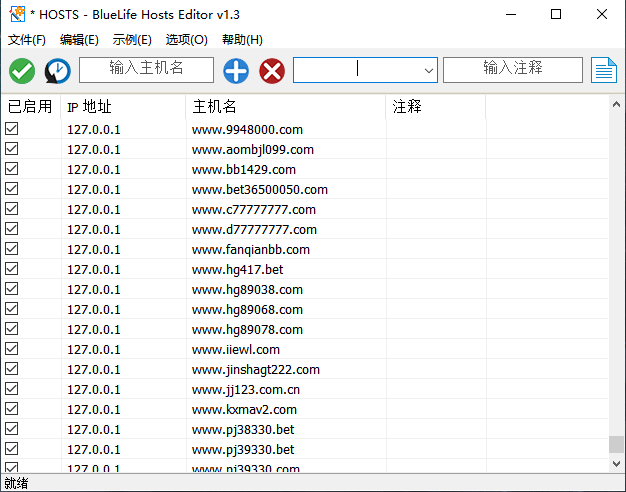 * HOSTS - BlueLife Hosts Editor v1.3
文件(F) 编辑(E) 示例(E) 选项(O) 帮助(H)
输入主机名 输入注释
已启用 IP 地址 主机名 注释
127.0.0.1 www.9948000.com
127.0.0.1 www.aombjl099.com
127.0.0.1 www.bb1429.com
127.0.0.1 www.bet36500050.com
127.0.0.1 www.c77777777.com
127.0.0.1 www.d77777777.com
127.0.0.1 www.fanqianbb.com
127.0.0.1 www.hg417.bet
127.0.0.1 www.hg89038.com
127.0.0.1 www.hg89068.com
127.0.0.1 www.hg89078.com
127.0.0.1 www.iiewl.com
127.0.0.1 www.jinshagt222.com
127.0.0.1 www.jj123.com.cn
127.0.0.1 www.kxmav2.com
127.0.0.1 www.pj38330.bet
127.0.0.1 www.pj39330.bet
127.0.0.1 www.pj39330.com
就绪